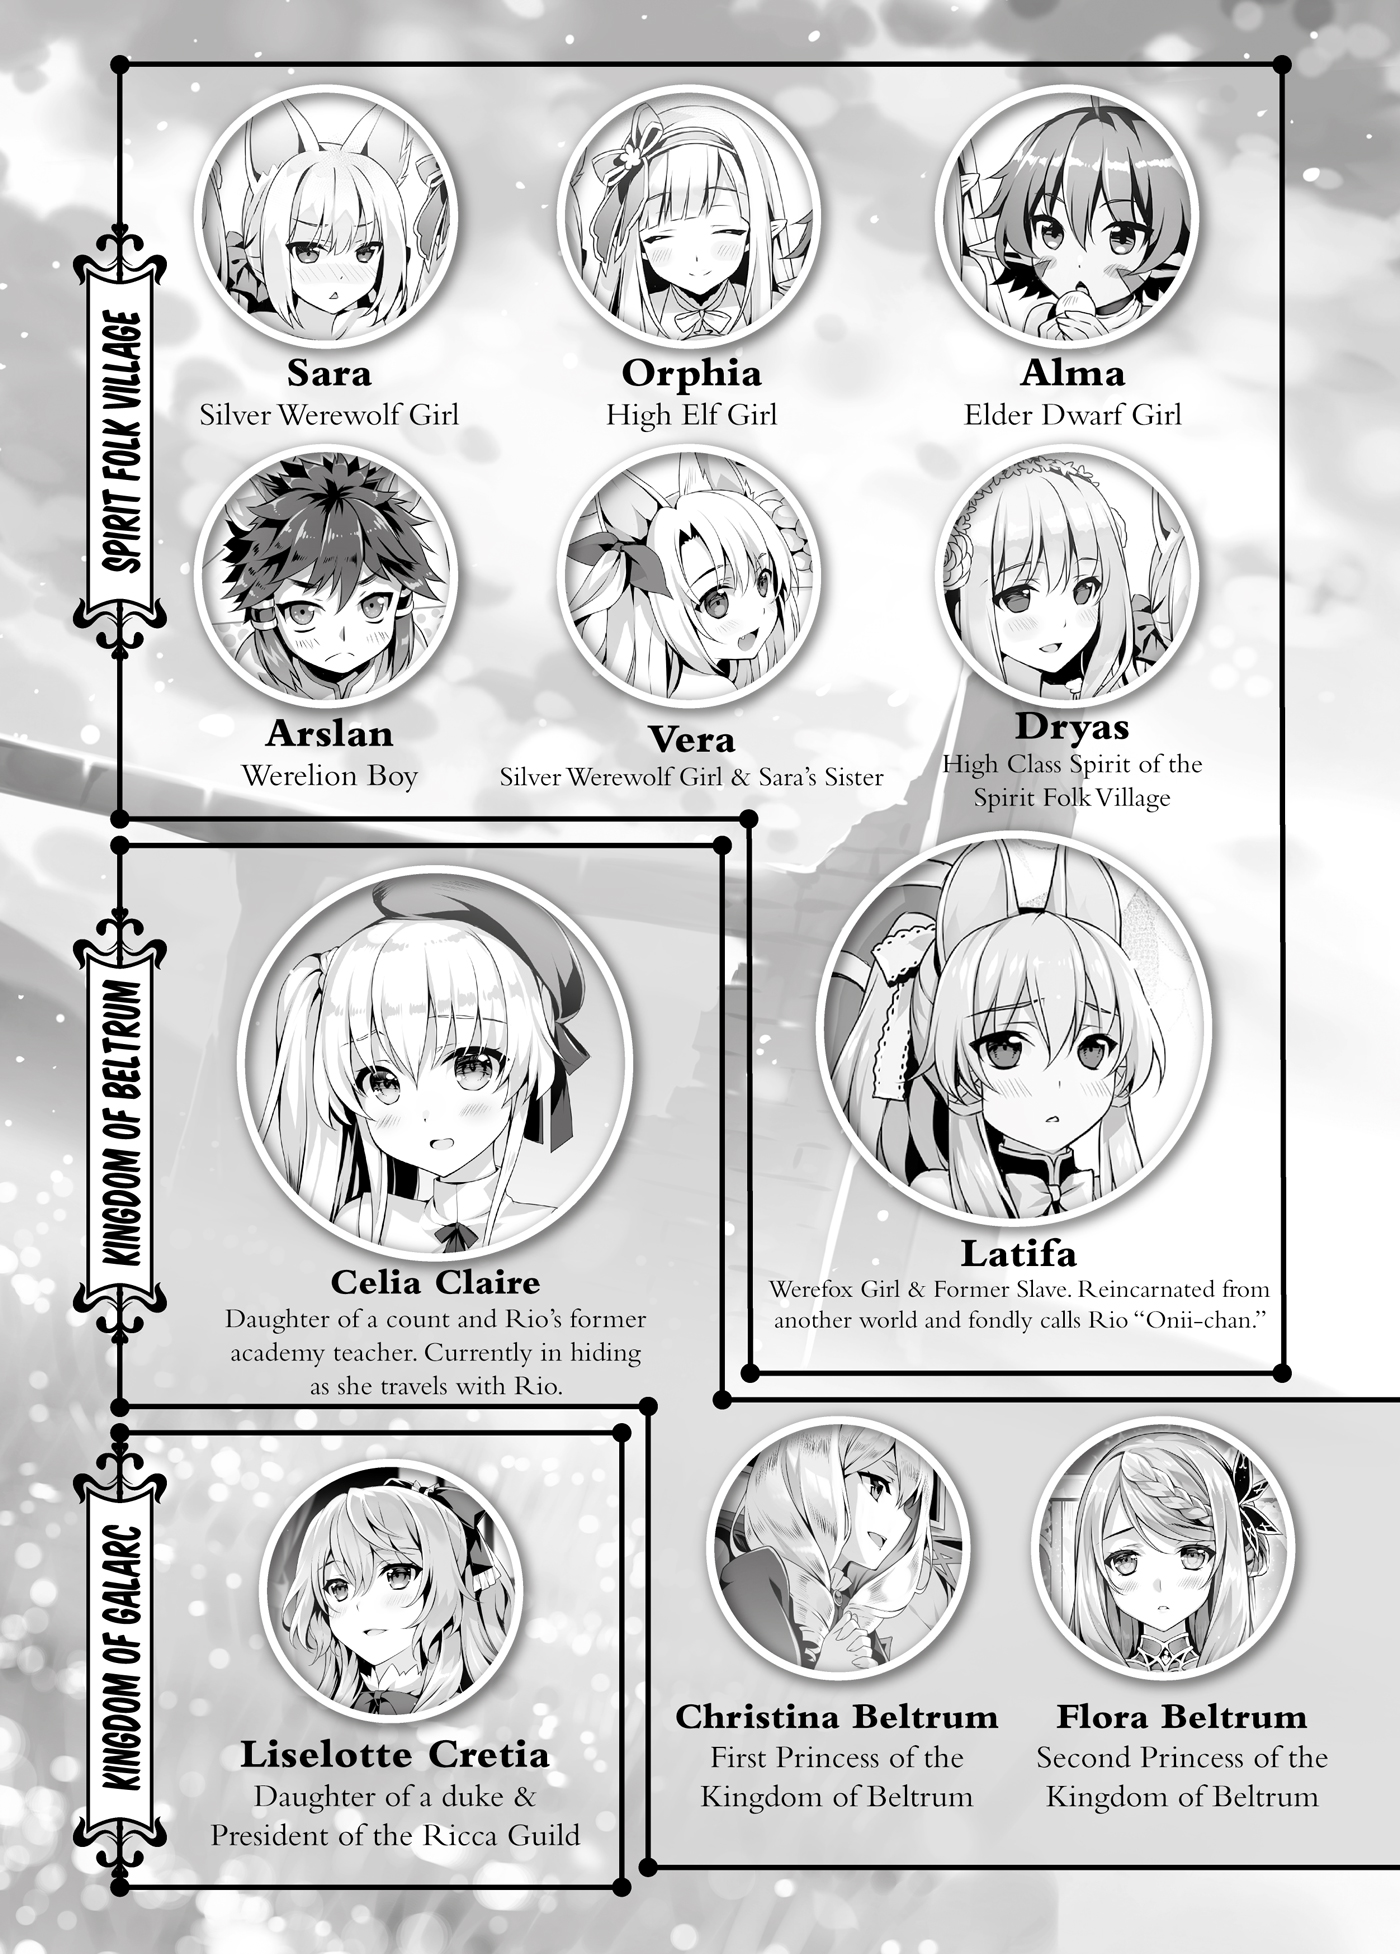 SPIRIT FOLK VILLAGE
Sara
Silver Werewolf Girl
Orphia
High Elf Girl
Alma
Elder Dwarf Girl
Arslan
Werelion Boy
Vera
Silver Werewolf Girl & Sara's Sister
Dryas
High Class Spirit of the
Spirit Folk Village
Latifa
Werefox Girl & Former Slave. Reincarnated from
another world and fondly calls Rio “Onii-chan.”
KINGDOM OF BELTRUM
Celia Claire
Daughter of a count and Rio's former
academy teacher. Currently in hiding
as she travels with Rio.
Christina Beltrum
First Princess of the
Kingdom of Beltrum
Flora Beltrum
Second Princess of the
Kingdom of Beltrum
KINGDOM OF GALARC
Liselotte Cretia
Daughter of a duke &
President of the Ricca Guild